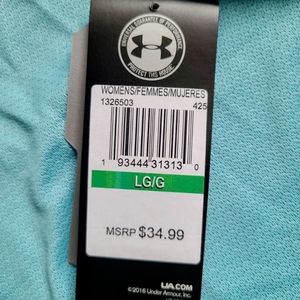 UNIVERSAL GUARANTEE OF PERFORMANCE
PROTECT THIS HOUSE
WOMENS/FEMMES/MUJERES
1326503 425
1 93444 31313 0
LG/G
MSRP $34.99
UA.COM
©2018 Under Armour, Inc.